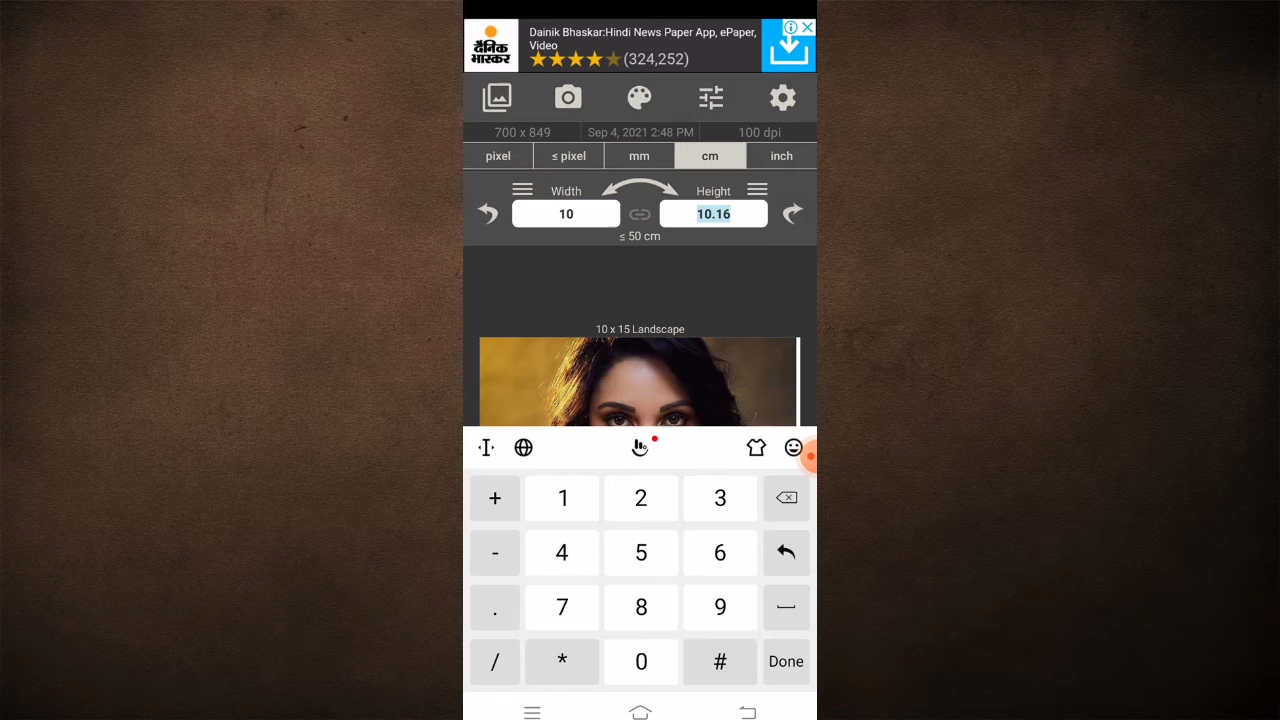 दैनिक
भास्कर
Dainik Bhaskar:Hindi News Paper App, ePaper,
Video
(324,252)
700 x 849
Sep 4, 2021 2:48 PM
100 dpi
pixel
≤ pixel
mm
cm
inch
Width
Height
10
10.16
≤ 50 cm
10 x 15 Landscape
+ 1 2 3
- 4 5 6
. 7 8 9
/ * 0 # Done